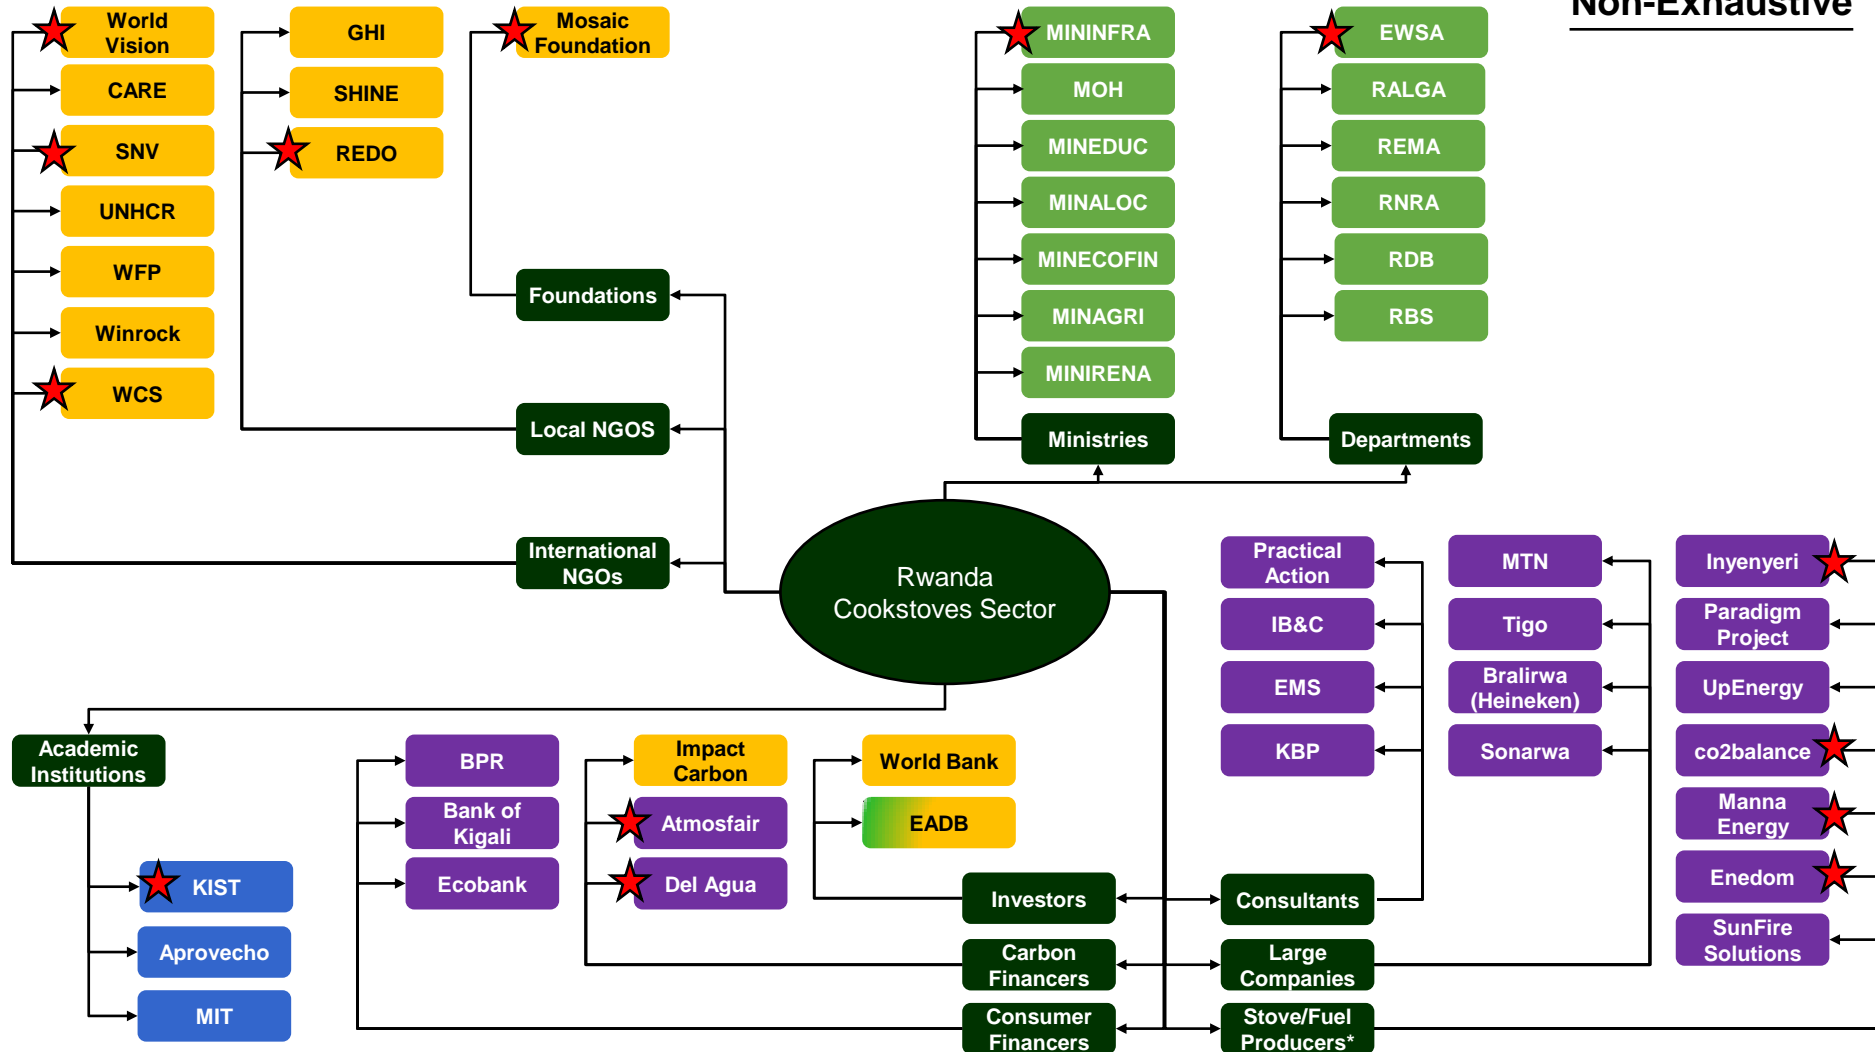 Non-Exhaustive
World
Vision
CARE
SNV
UNHCR
WFP
Winrock
WCS
GHI
SHINE
REDO
Mosaic
Foundation
Foundations
Local NGOS
International
NGOs
MININFRA
MOH
MINEDUC
MINALOC
MINECOFIN
MINAGRI
MINIRENA
Ministries
EWSA
RALGA
REMA
RNRA
RDB
RBS
Departments
Rwanda
Cookstoves Sector
Academic
Institutions
KIST
Aprovecho
MIT
BPR
Bank of
Kigali
Ecobank
Impact
Carbon
Atmosfair
Del Agua
World Bank
EADB
Investors
Carbon
Financers
Consumer
Financers
Consultants
Large
Companies
Stove/Fuel
Producers*
Practical
Action
IB&C
EMS
KBP
MTN
Tigo
Bralirwa
(Heineken)
Sonarwa
Inyenyeri
Paradigm
Project
UpEnergy
co2balance
Manna
Energy
Enedom
SunFire
Solutions